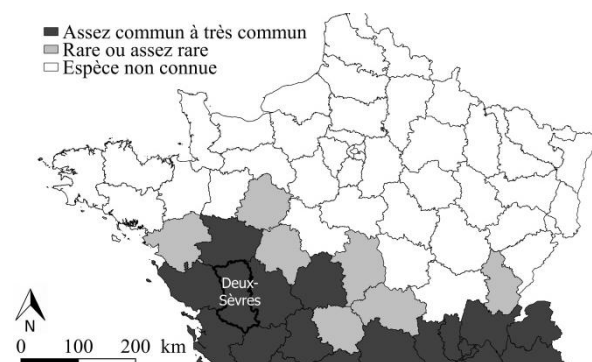 Assez commun à très commun
Rare ou assez rare
Espèce non connue
Deux-
Sèvres
N
0 100 200 km